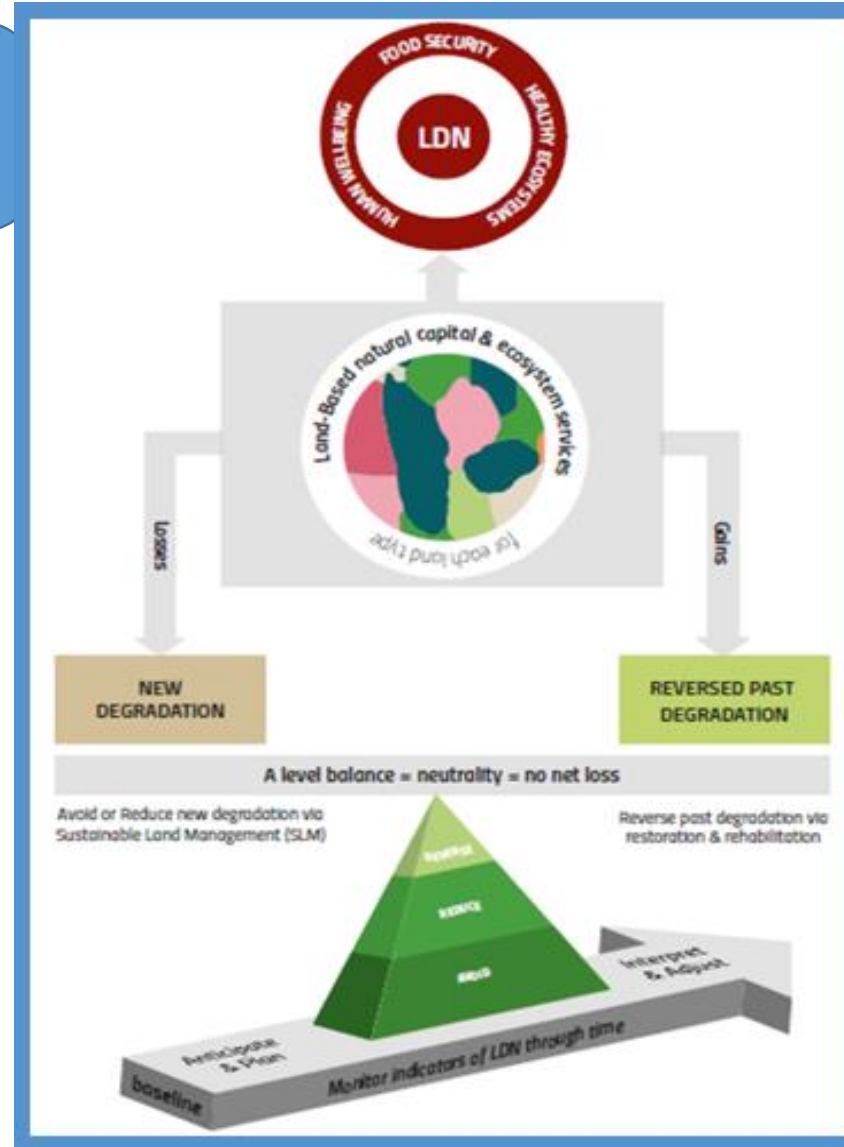 FOOD SECURITY
HUMAN WELLBEING
HEALTHY ECOSYSTEMS
LDN
Land-Based natural capital & ecosystem services
for each land type
Losses
Gains
NEW
DEGRADATION
REVERSED PAST
DEGRADATION
A level balance = neutrality = no net loss
Avoid or Reduce new degradation via
Sustainable Land Management (SLM)
Reverse past degradation via
restoration & rehabilitation
REVERSE
REDUCE
AVOID
Interpret
& Adjust
Anticipate
& Plan
Monitor indicators of LDN through time
baseline